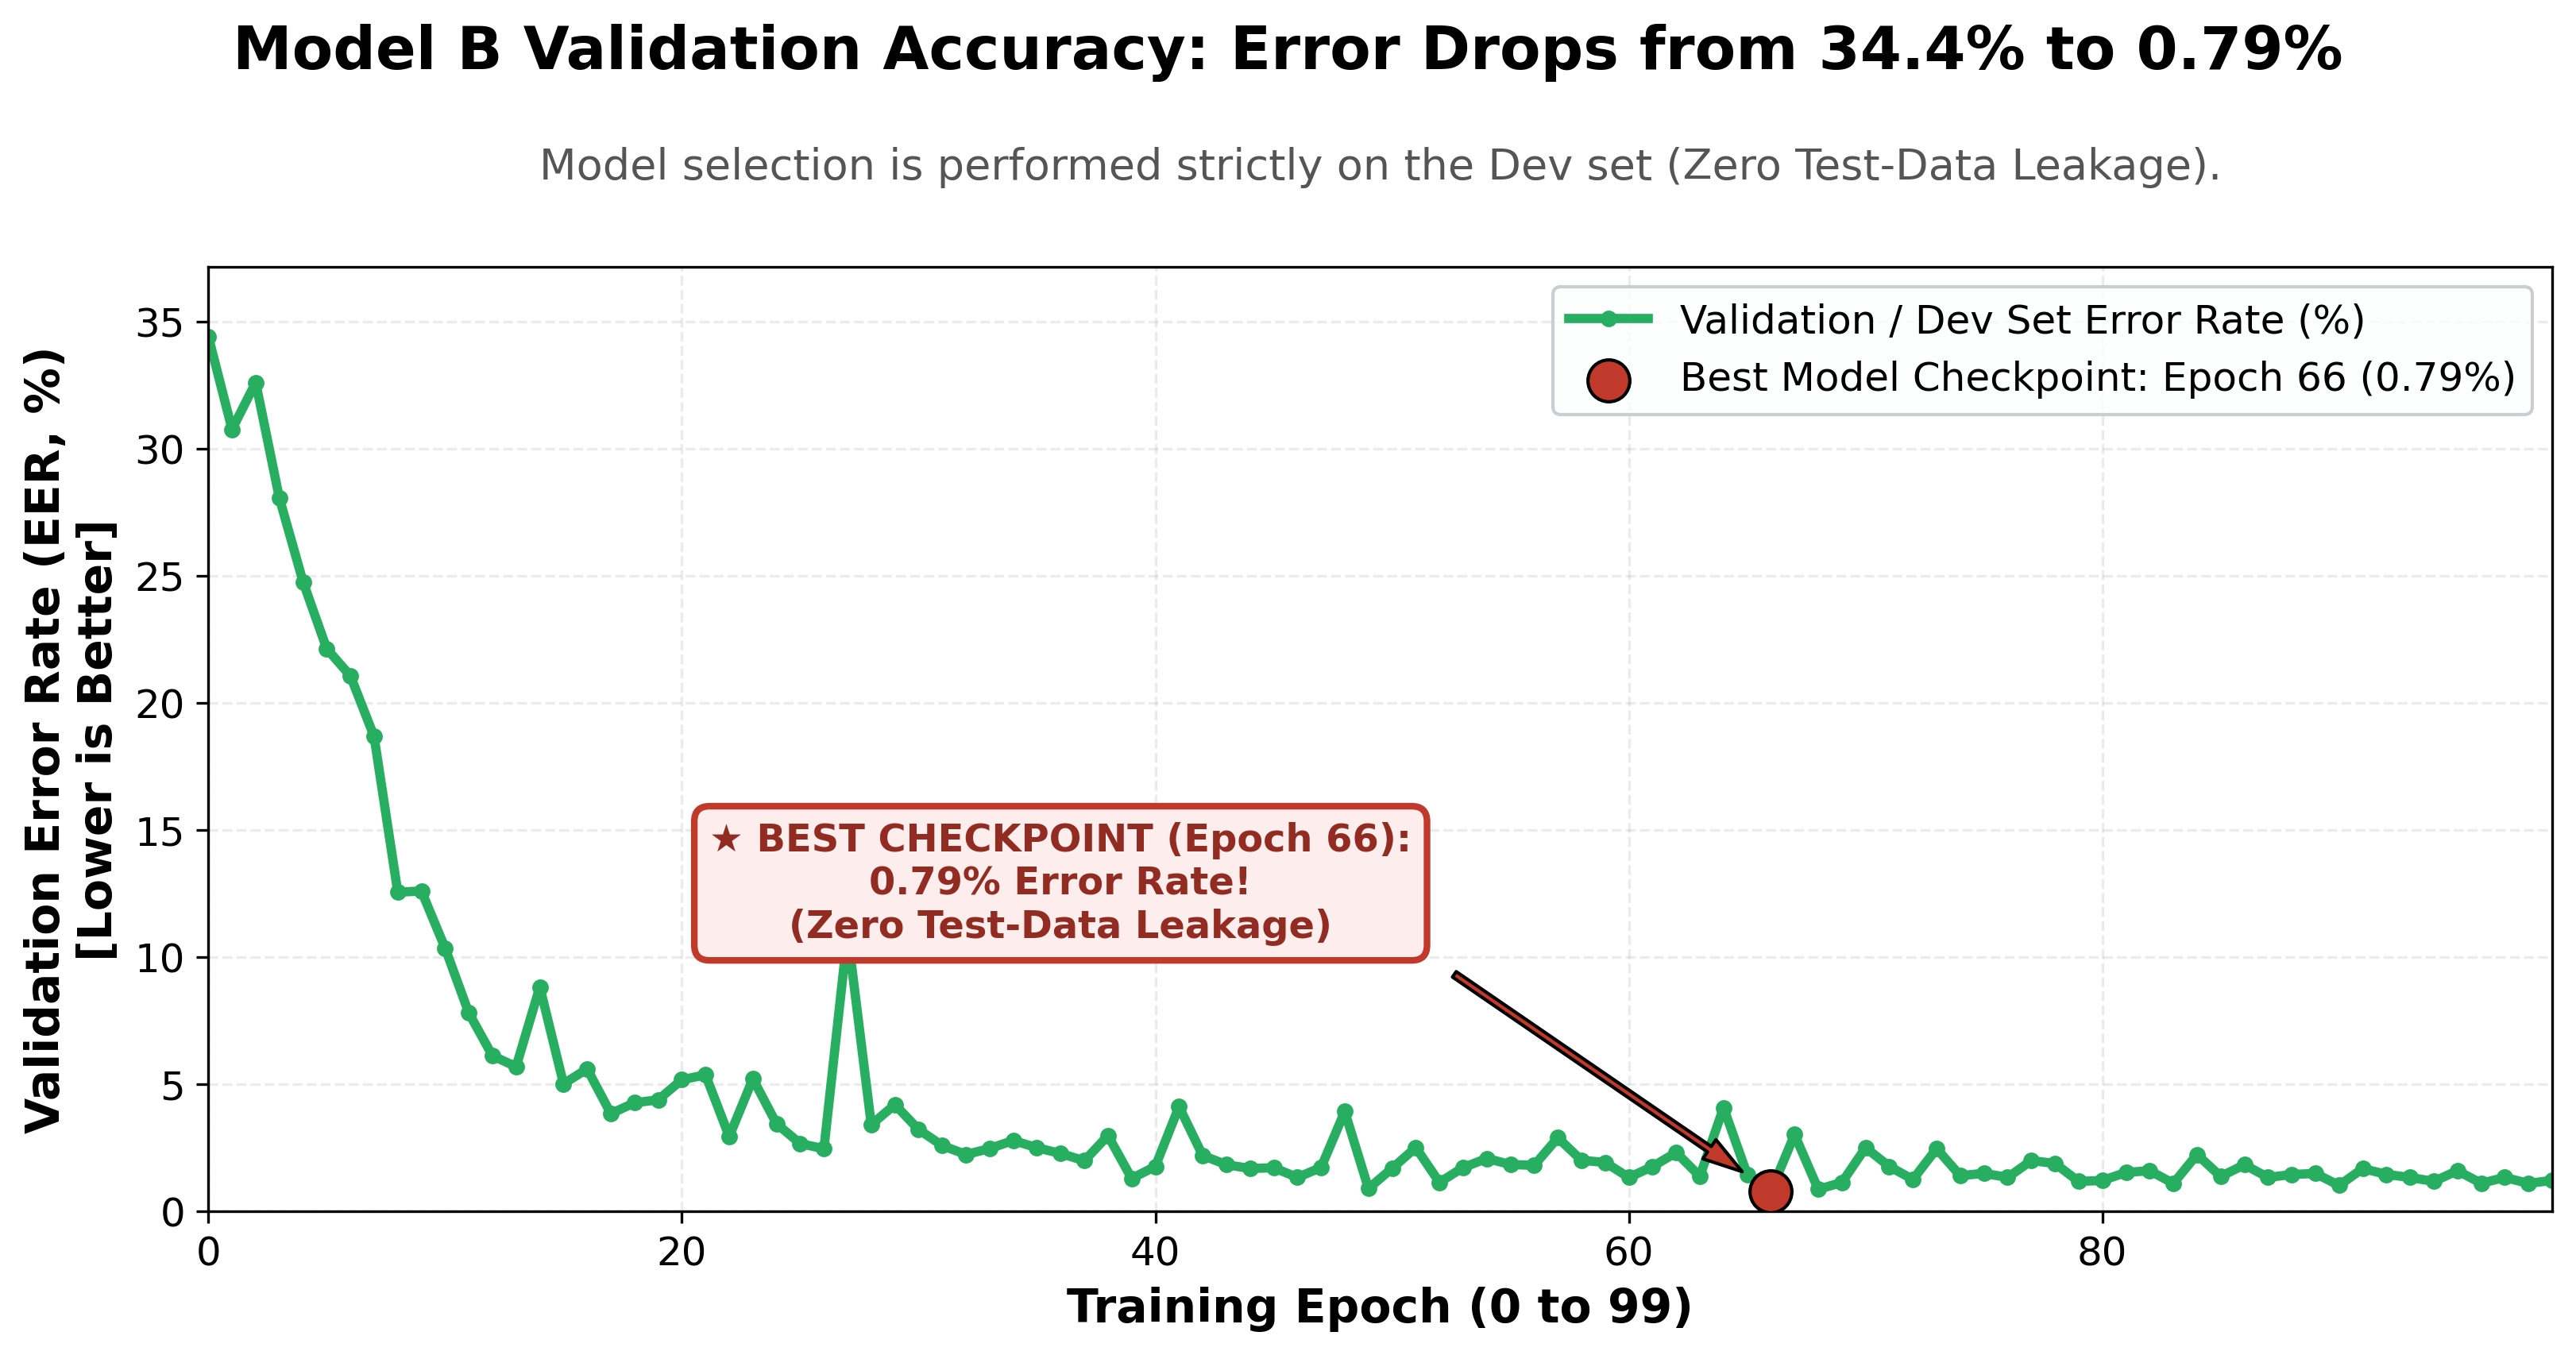 Model B Validation Accuracy: Error Drops from 34.4% to 0.79%
Model selection is performed strictly on the Dev set (Zero Test-Data Leakage).
Validation / Dev Set Error Rate (%)
Best Model Checkpoint: Epoch 66 (0.79%)
Validation Error Rate (EER, %)
[Lower is Better]
35
30
25
20
15
10
5
0
★ BEST CHECKPOINT (Epoch 66):
0.79% Error Rate!
(Zero Test-Data Leakage)
0 20 40 60 80
Training Epoch (0 to 99)